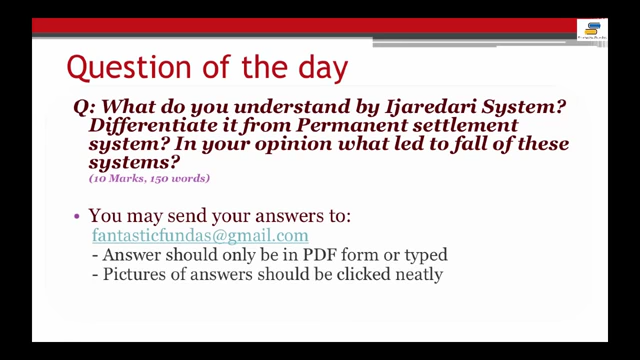 Question of the day
Q: What do you understand by Ijaredari System?
Differentiate it from Permanent settlement
system? In your opinion what led to fall of these
systems?
(10 Marks, 150 words)
• You may send your answers to:
fantasticfundas@gmail.com
- Answer should only be in PDF form or typed
- Pictures of answers should be clicked neatly